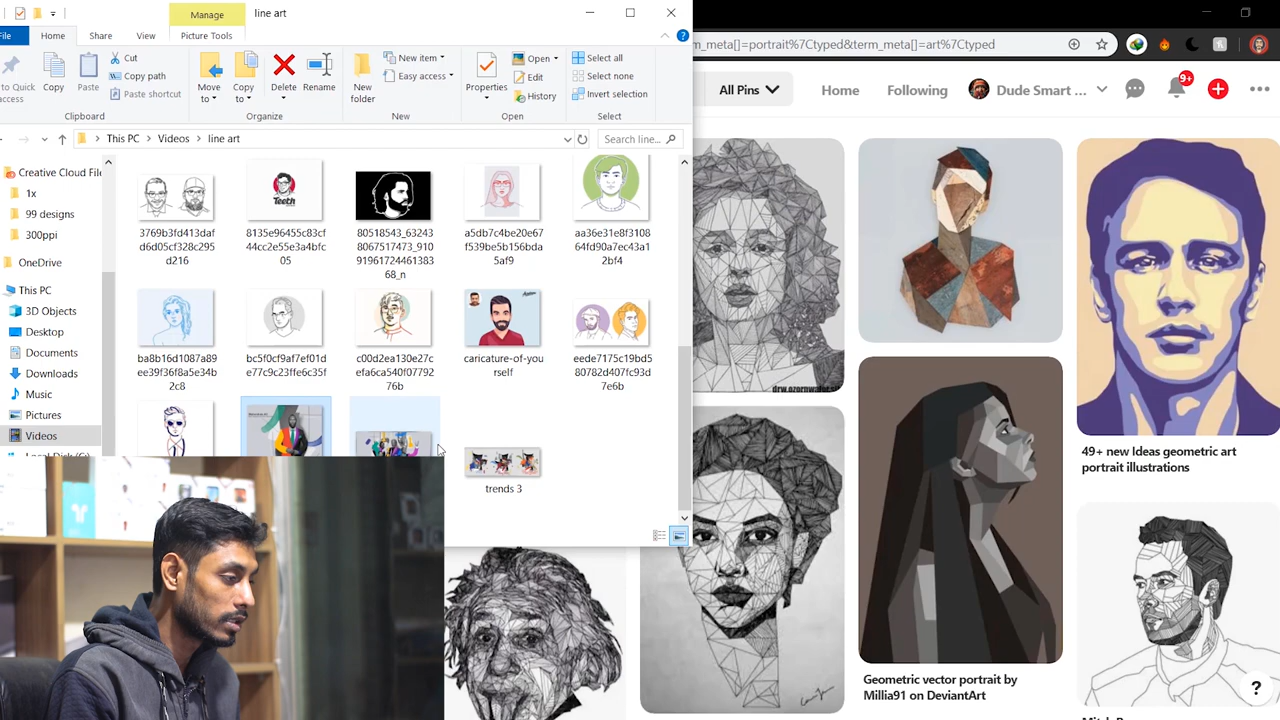 Manage
line art
File
Home
Share
View
Picture Tools
to Quick
access
Copy
Paste
Cut
Copy path
Paste shortcut
Clipboard
Move
to
Copy
to
Delete
Rename
Organize
New
folder
New item
Easy access
New
Properties
Open
Edit
History
Open
Select all
Select none
Invert selection
Select
This PC
Videos
line art
Search line...
Creative Cloud File
1x
99 designs
300ppi
OneDrive
This PC
3D Objects
Desktop
Documents
Downloads
Music
Pictures
Videos
3769b3fd413daf
d6d05cf328c295
d216
8135e96455c83cf
44cc2e55e3a4bfc
05
80518543_63243
8067517473_910
91961724461383
68_n
a5db7c4be20e67
f539be5b156bda
5af9
aa36e31e8f3108
64fd90a7ec43a1
2bf4
Teeth
ba8b16d1087a89
ee39f36f8a5e34b
2c8
bc5f0cf9af7ef01d
e77c9c23ffe6c35f
c00d2ea130e27c
efa6ca540f07792
76b
caricature-of-you
rself
eede7175c19bd5
80782d407fc93d
7e6b
trends 3
m_meta[]=portrait%7Ctyped&term_meta[]=art%7Ctyped
All Pins
Home
Following
Dude Smart ...
9+
49+ new Ideas geometric art
portrait illustrations
Geometric vector portrait by
Millia91 on DeviantArt
?